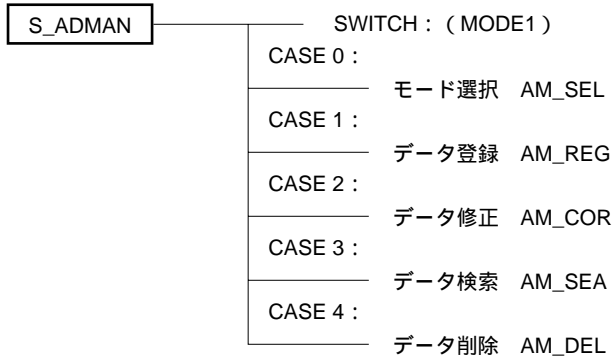 S_ADMAN SWITCH:(MODE1)
CASE 0:
モード選択 AM_SEL
CASE 1:
データ登録 AM_REG
CASE 2:
データ修正 AM_COR
CASE 3:
データ検索 AM_SEA
CASE 4:
データ削除 AM_DEL